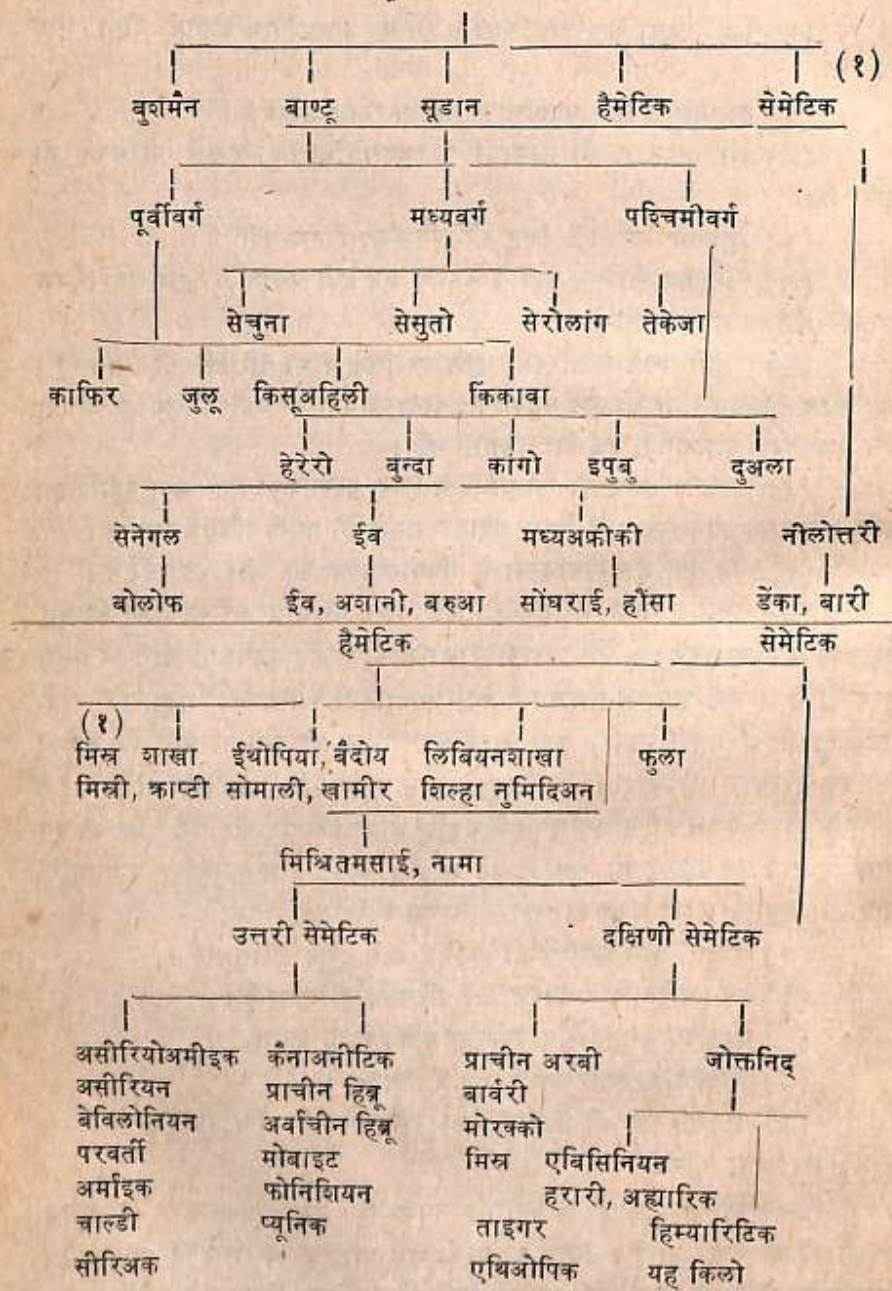 (१)
बुशमैन बाण्टू सूडान हैमेटिक सेमेटिक
पूर्वीवर्ग मध्यवर्ग पश्चिमीवर्ग
सेचुना सेसुतो सेरोलांग तेकेजा
काफिर जुलू किसूअहिली किंकावा
हेरेरो बुन्दा कांगो इपुबु दुअला
सेनेगल ईव मध्यअफ्रीकी नीलोत्तरी
बोलोफ ईव, अशानी, बरुआ सोंघराई, हौंसा डेंका, बारी
हैमेटिक सेमेटिक
(१)
मिस्र शाखा ईथोपिया, बैदोय लिबियनशाखा फुला
मिस्री, काप्टी सोमाली, खामीर शिल्हा नुमिदिअन
मिश्रितमसाई, नामा
उत्तरी सेमेटिक दक्षिणी सेमेटिक
असीरियोअमीइक कैनाअनीटिक प्राचीन अरबी जोक्तनिद्
असीरियन प्राचीन हिब्रू बार्वरी
बेविलोनियन अर्वाचीन हिब्रू मोरक्को
परवर्ती मोबाइट मिस्र एबिसिनियन
अर्माइक फोनिशियन हरारी, अह्यारिक
चाल्डी प्यूनिक ताइगर हिम्यारिटिक
सीरिअक एथिओपिक यह किलो